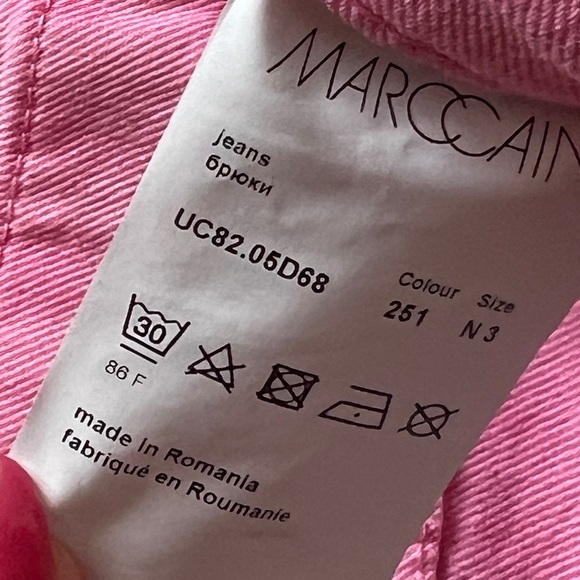 MARCCAIN
jeans
брюки
UC82.05D68
Colour Size
251 N 3
30
86 F
made in Romania
fabriqué en Roumanie